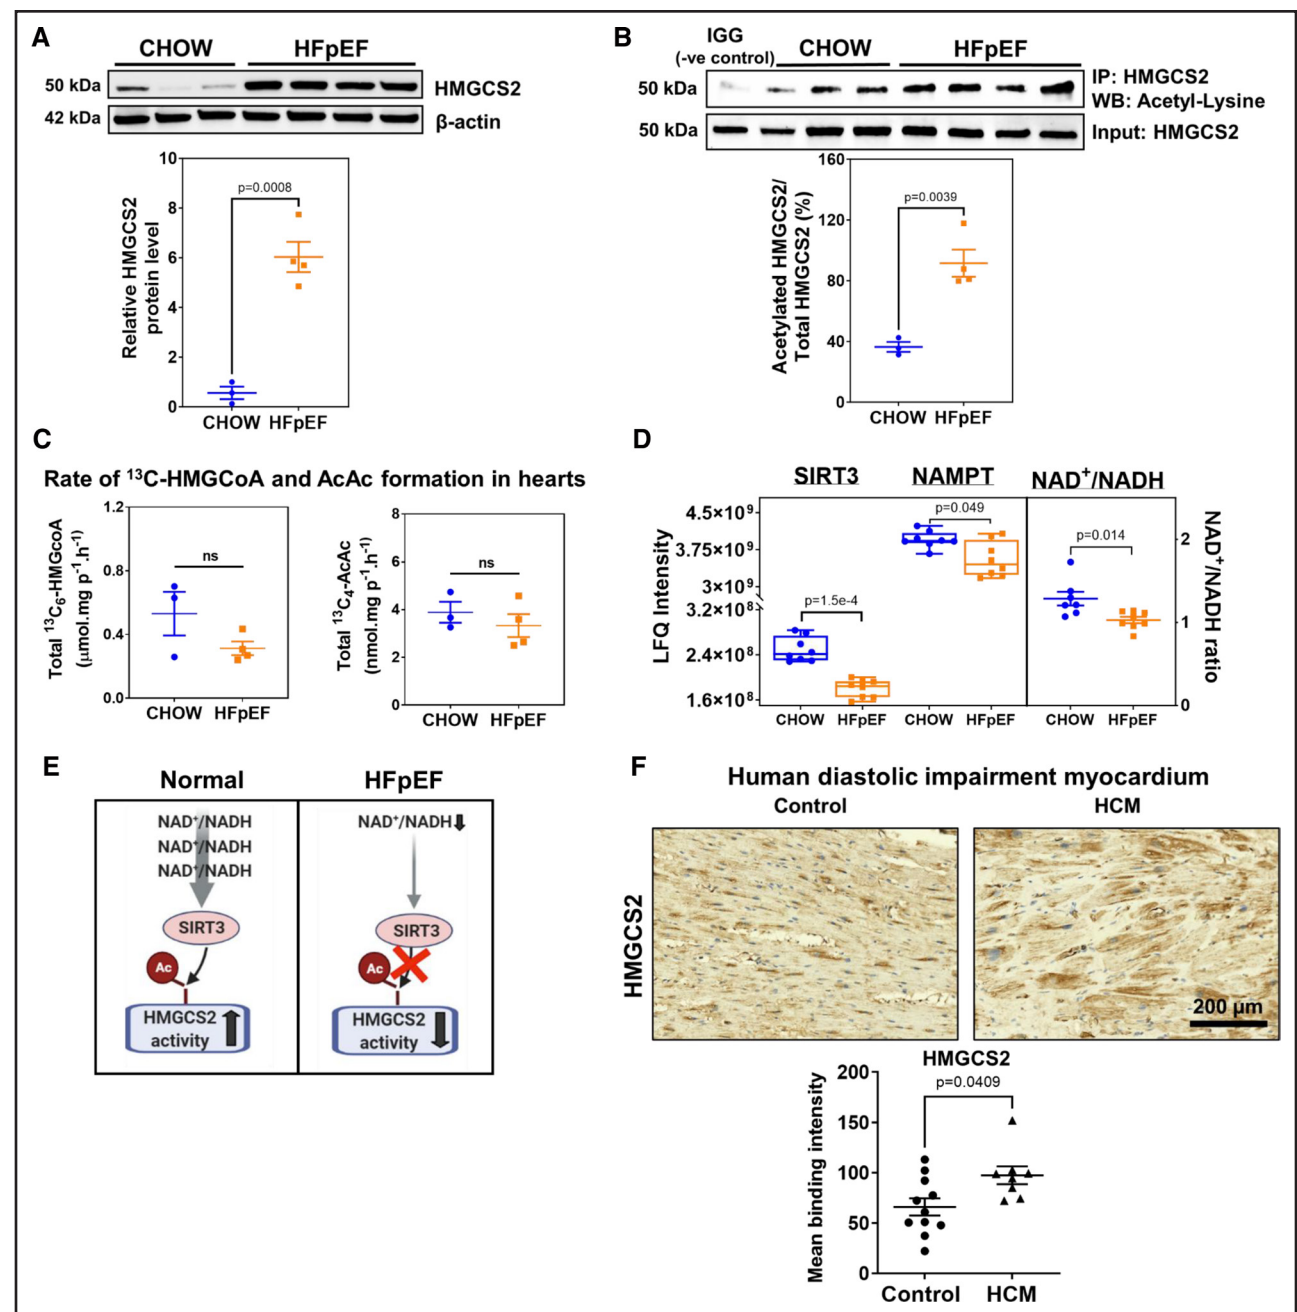 A
CHOW HFpEF
50 kDa HMGCS2
42 kDa β-actin
10
8
6
4
2
0
p=0.0008
Relative HMGCS2
protein level
CHOW HFpEF
B
IGG
(-ve control)
CHOW HFpEF
50 kDa
IP: HMGCS2
WB: Acetyl-Lysine
50 kDa Input: HMGCS2
160
120
80
40
0
p=0.0039
Acetylated HMGCS2/
Total HMGCS2 (%)
CHOW HFpEF
C
Rate of ¹³C-HMGCoA and AcAc formation in hearts
1.2
0.8
0.4
0.0
ns
Total ¹³C₆-HMGcoA
(μmol.mg p⁻¹.h⁻¹)
CHOW HFpEF
8
6
4
2
0
ns
Total ¹³C₄-AcAc
(nmol.mg p⁻¹.h⁻¹)
CHOW HFpEF
D
SIRT3 NAMPT NAD⁺/NADH
4.5×10⁹
3.75×10⁹
3×10⁹
3.2×10⁸
2.4×10⁸
1.6×10⁸
LFQ Intensity
p=1.5e-4
p=0.049
p=0.014
2
1
0
NAD⁺/NADH ratio
CHOW HFpEF CHOW HFpEF CHOW HFpEF
E
Normal HFpEF
NAD⁺/NADH
NAD⁺/NADH
NAD⁺/NADH
SIRT3
Ac
HMGCS2
activity
NAD⁺/NADH
SIRT3
Ac
HMGCS2
activity
F
Human diastolic impairment myocardium
Control HCM
HMGCS2
200 μm
HMGCS2
p=0.0409
200
150
100
50
0
Mean binding intensity
Control HCM